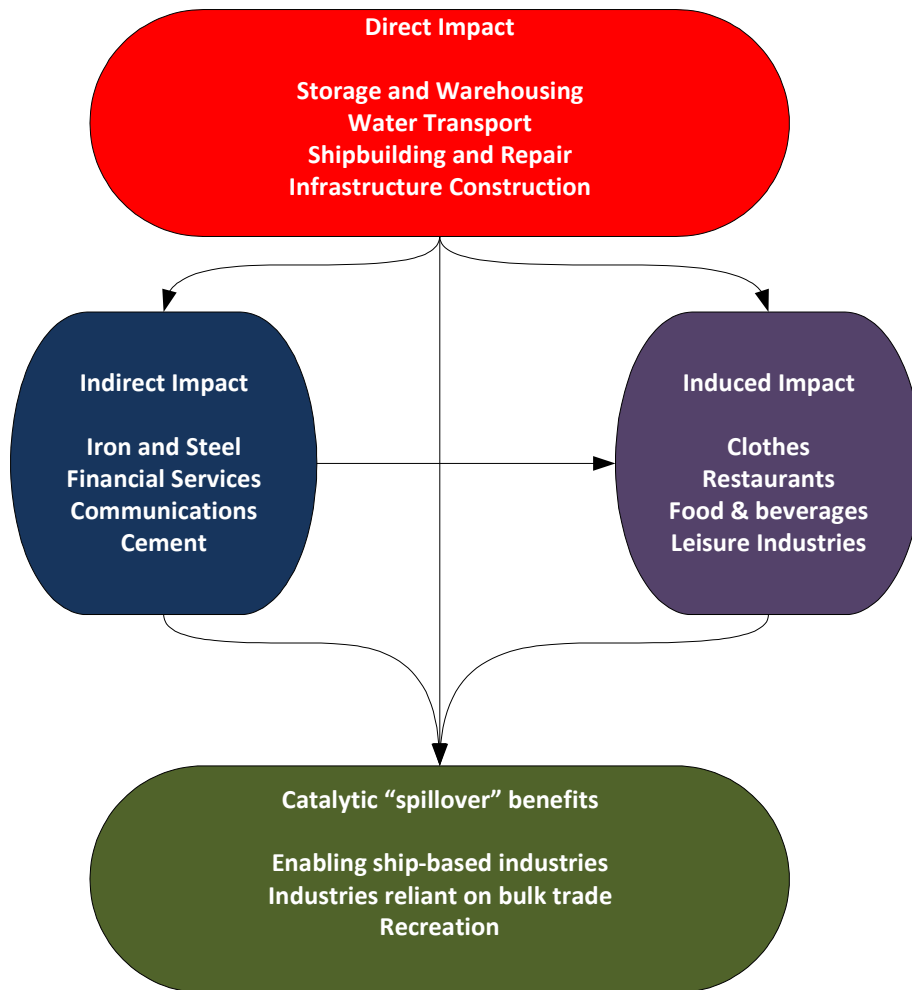 Direct Impact
Storage and Warehousing
Water Transport
Shipbuilding and Repair
Infrastructure Construction
Indirect Impact
Iron and Steel
Financial Services
Communications
Cement
Induced Impact
Clothes
Restaurants
Food & beverages
Leisure Industries
Catalytic “spillover” benefits
Enabling ship-based industries
Industries reliant on bulk trade
Recreation